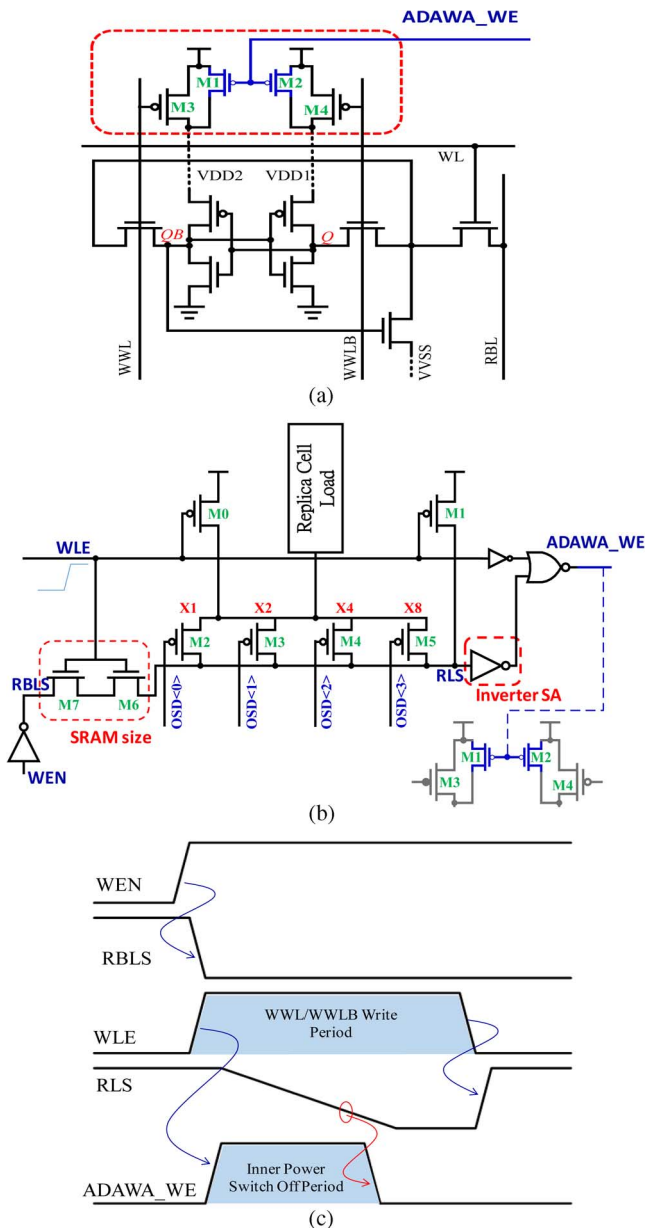 ADAWA_WE
M1
M2
M3
M4
WL
VDD2
VDD1
QB
Q
WWL
WWLB
VVSS
RBL
(a)
Replica Cell
Load
M0
M1
WLE
ADAWA_WE
X1
X2
X4
X8
M2
M3
M4
M5
RBLS
M7
M6
RLS
SRAM size
OSD<0>
OSD<1>
OSD<2>
OSD<3>
Inverter SA
WEN
M1
M2
M3
M4
(b)
WEN
RBLS
WLE
WWL/WWLB Write
Period
RLS
Inner Power
Switch Off Period
ADAWA_WE
(c)